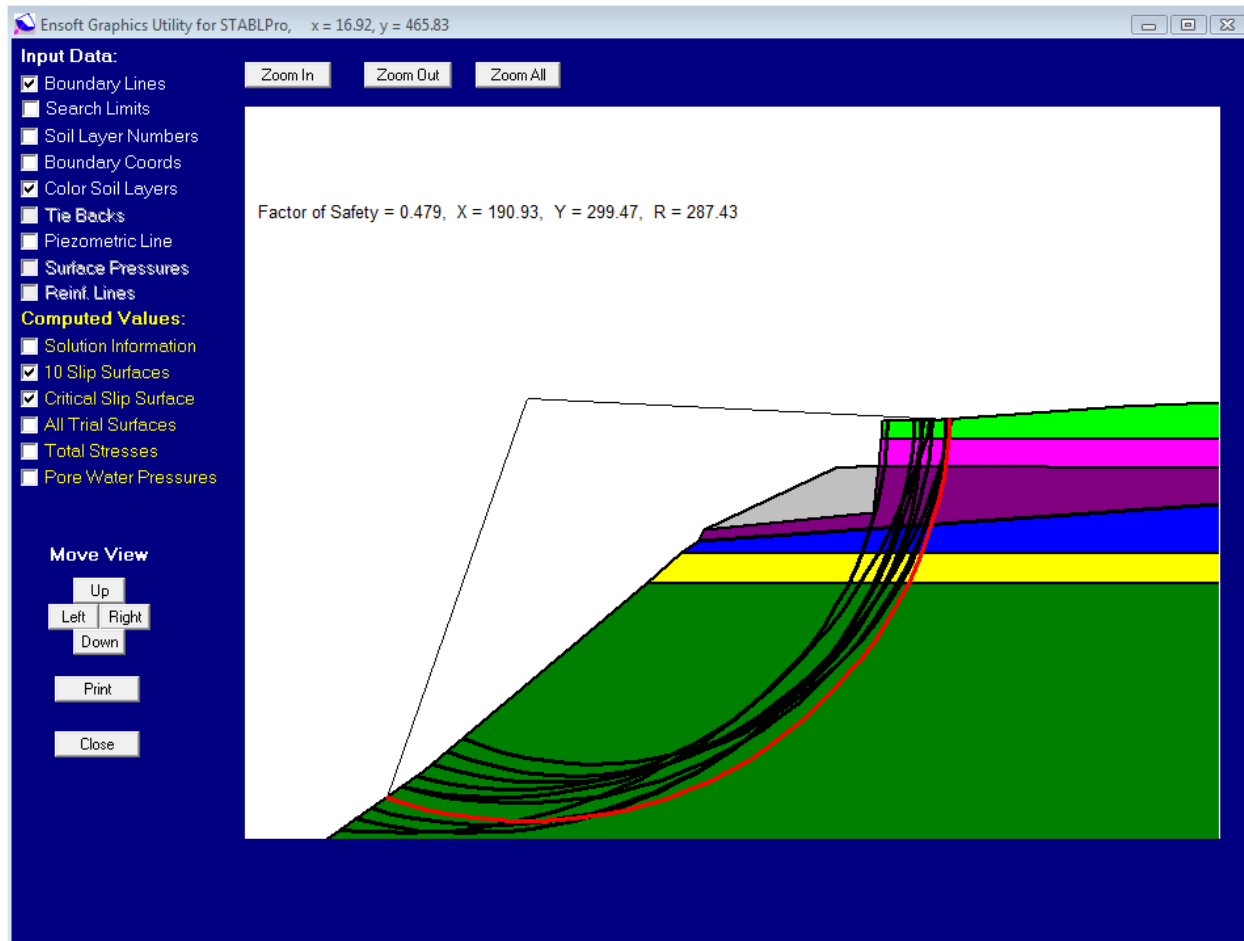 Ensoft Graphics Utility for STABLPro, x = 16.92, y = 465.83
Input Data:
Boundary Lines
Search Limits
Soil Layer Numbers
Boundary Coords
Color Soil Layers
Tie Backs
Piezometric Line
Surface Pressures
Reinf. Lines
Computed Values:
Solution Information
10 Slip Surfaces
Critical Slip Surface
All Trial Surfaces
Total Stresses
Pore Water Pressures
Move View
Up
Left Right
Down
Print
Close
Zoom In Zoom Out Zoom All
Factor of Safety = 0.479, X = 190.93, Y = 299.47, R = 287.43